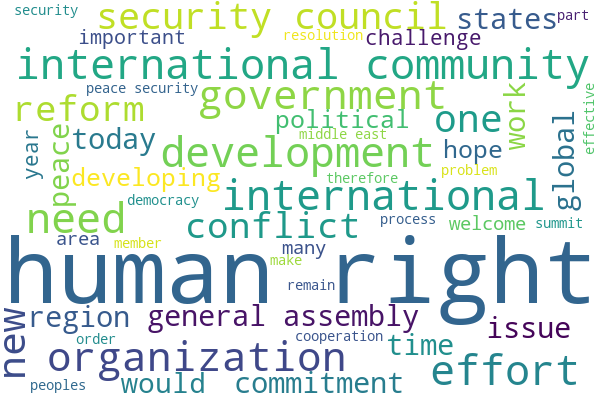 security
security council
states
part
important
resolution
challenge
international community
peace security
government
effective
reform
political
one
work
year
peace
today
middle east
development
hope
global
developing
therefore
problem
international
democracy
need
conflict
process
welcome
summit
area
member
many
human right
make
remain
new
region
general assembly
issue
order
cooperation
time
organization
effort
peoples
would
commitment